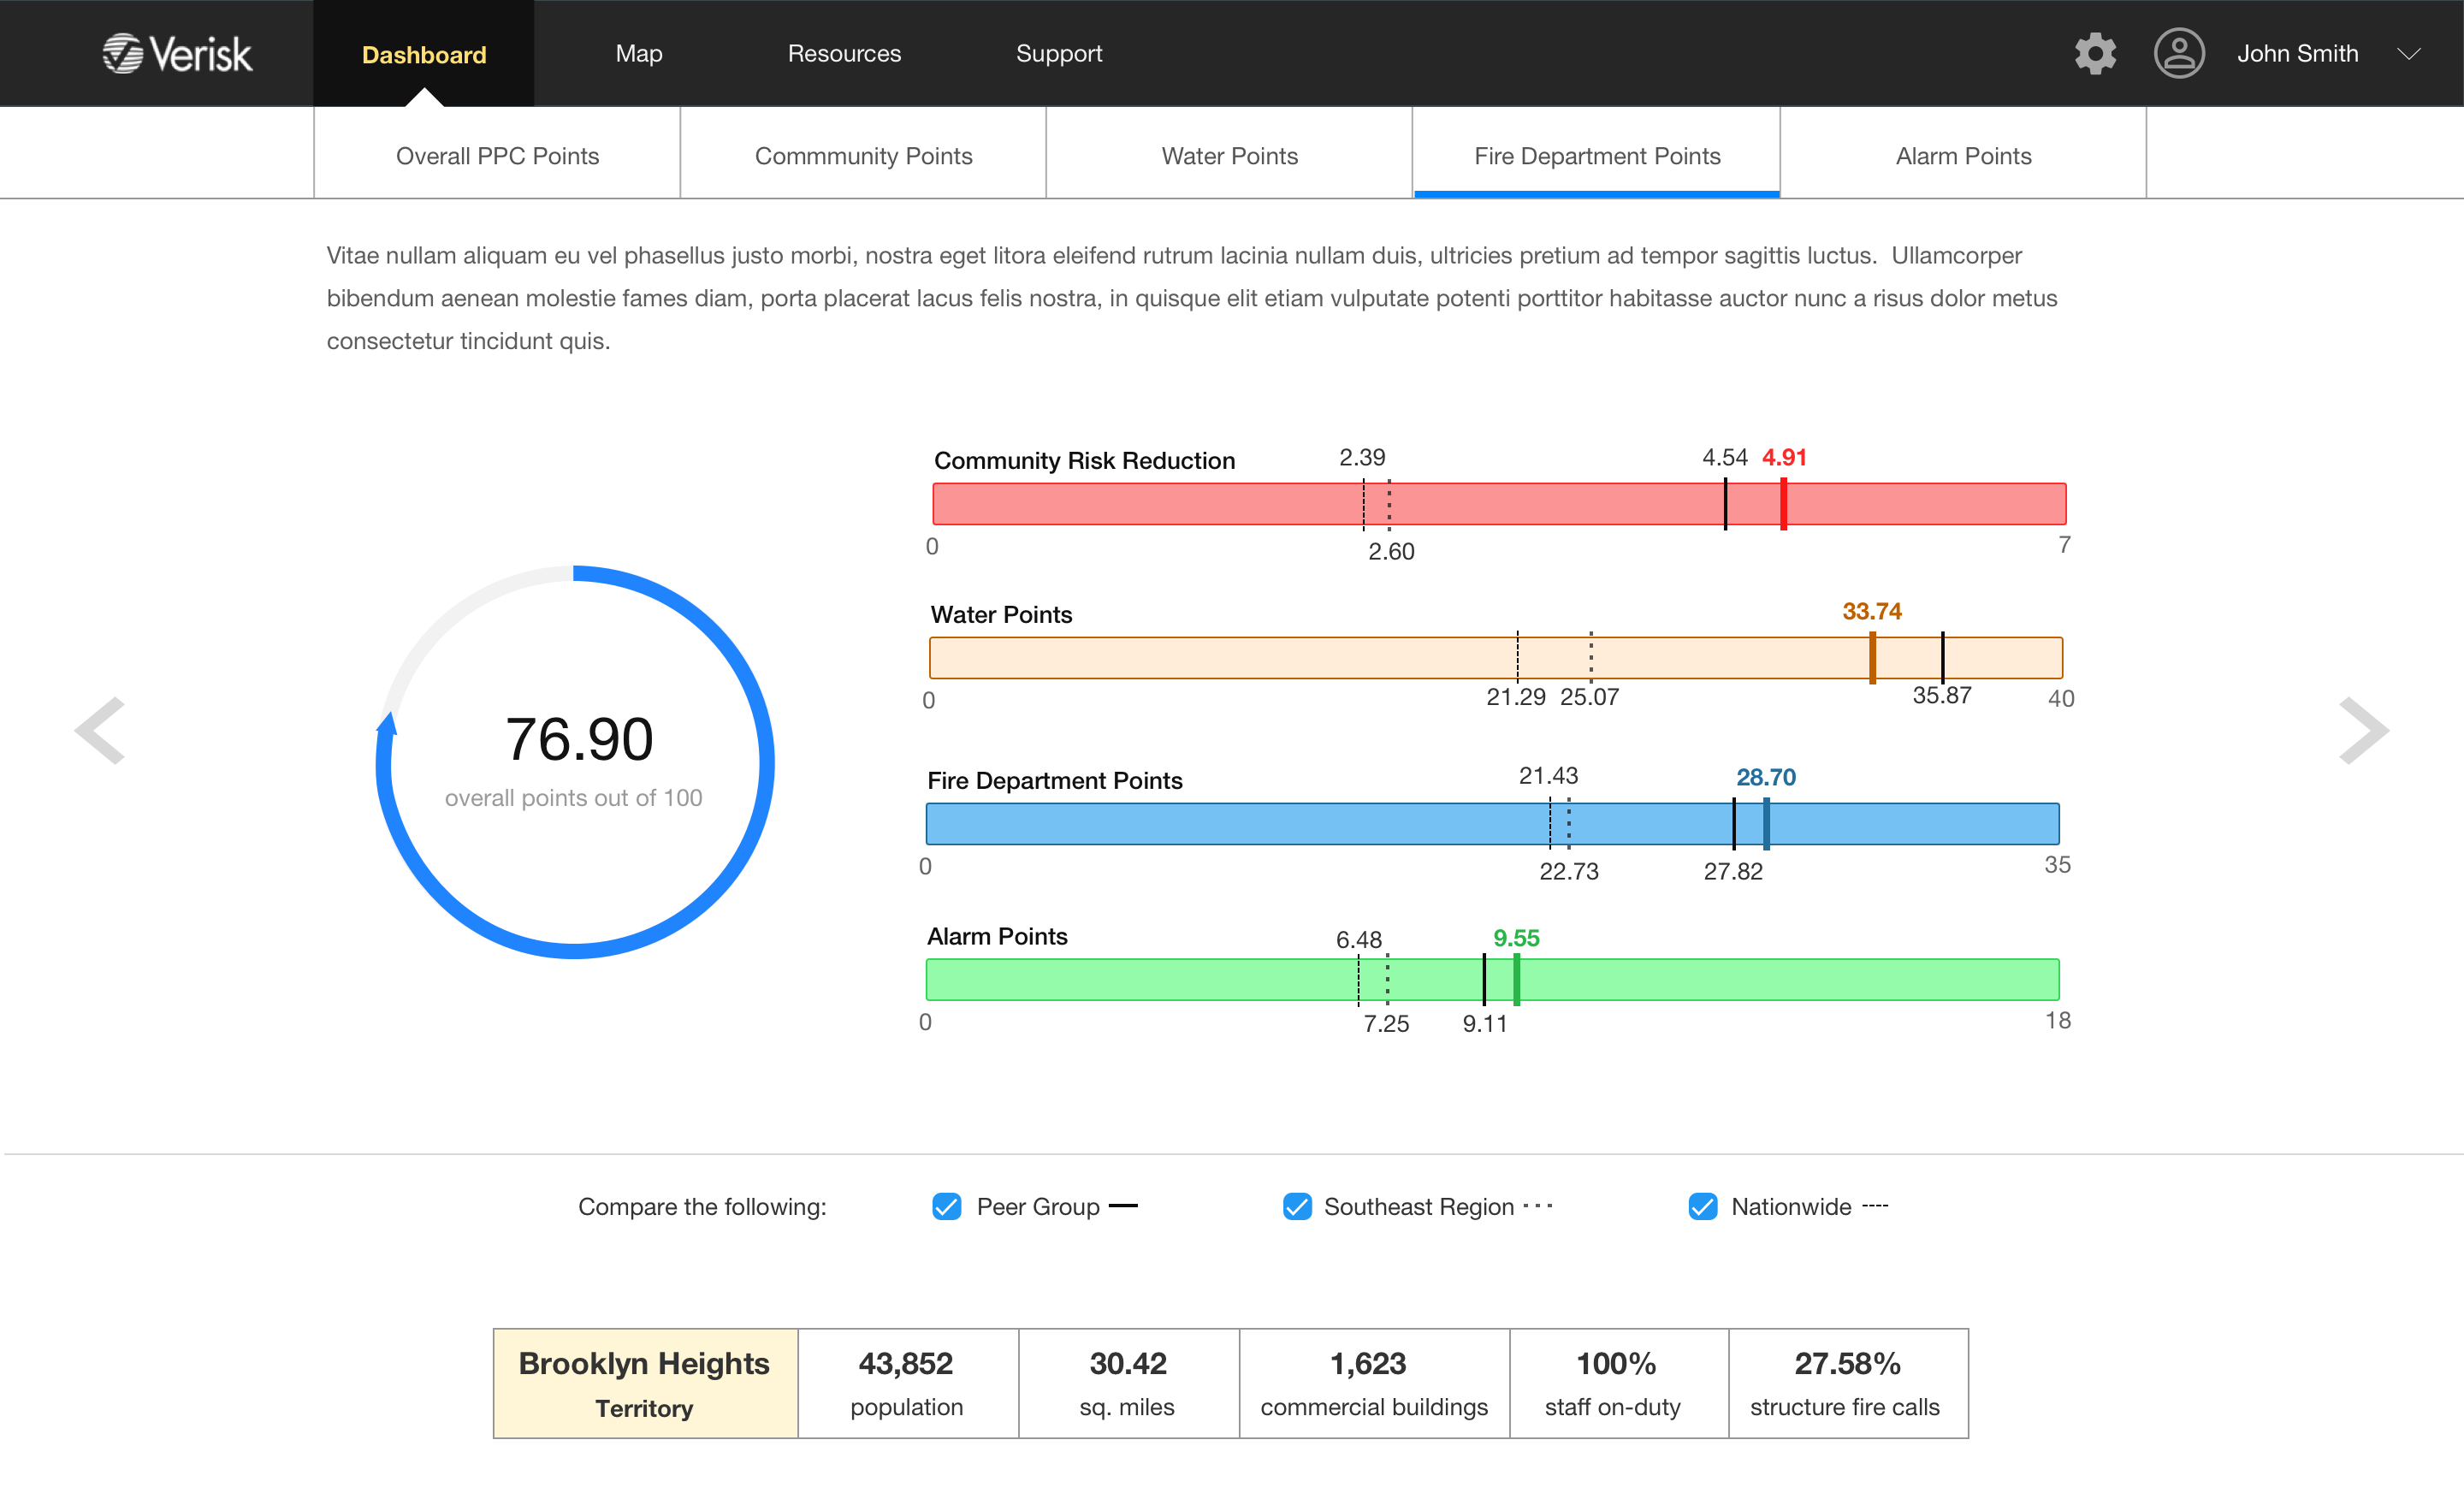 Verisk
Dashboard
Map
Resources
Support
John Smith
Overall PPC Points
Commmunity Points
Water Points
Fire Department Points
Alarm Points
Vitae nullam aliquam eu vel phasellus justo morbi, nostra eget litora eleifend rutrum lacinia nullam duis, ultricies pretium ad tempor sagittis luctus.  Ullamcorper
bibendum aenean molestie fames diam, porta placerat lacus felis nostra, in quisque elit etiam vulputate potenti porttitor habitasse auctor nunc a risus dolor metus
consectetur tincidunt quis.
76.90
overall points out of 100
Community Risk Reduction
2.39
4.54
4.91
0
2.60
7
Water Points
33.74
0
21.29
25.07
35.87
40
Fire Department Points
21.43
28.70
0
22.73
27.82
35
Alarm Points
6.48
9.55
0
7.25
9.11
18
Compare the following:
Peer Group
Southeast Region
Nationwide
Brooklyn Heights
Territory
43,852
population
30.42
sq. miles
1,623
commercial buildings
100%
staff on-duty
27.58%
structure fire calls